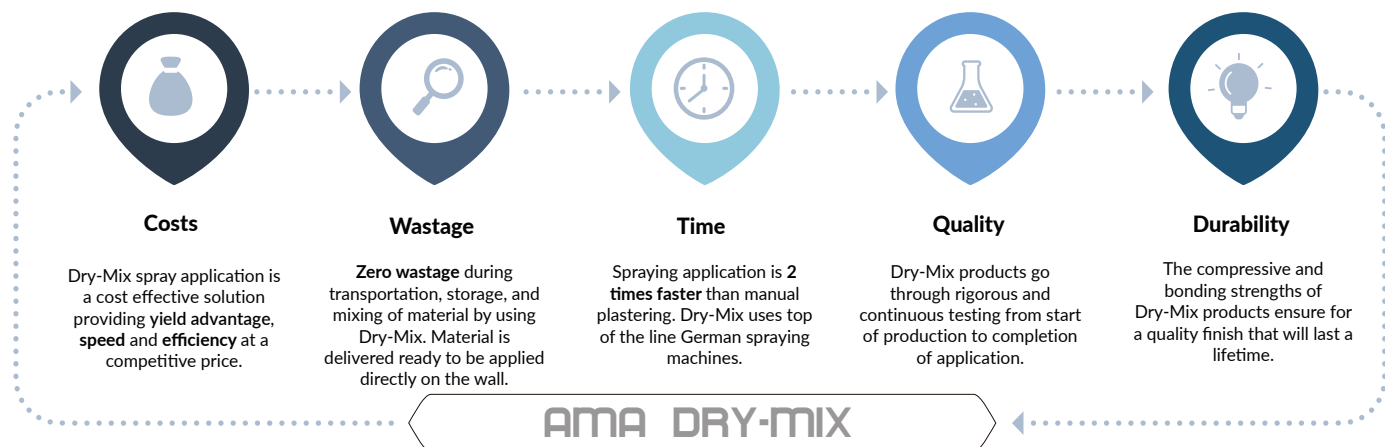 Costs
Dry-Mix spray application is
a cost effective solution
providing yield advantage,
speed and efficiency at a
competitive price.
Wastage
Zero wastage during
transportation, storage, and
mixing of material by using
Dry-Mix. Material is
delivered ready to be applied
directly on the wall.
Time
Spraying application is 2
times faster than manual
plastering. Dry-Mix uses top
of the line German spraying
machines.
Quality
Dry-Mix products go
through rigorous and
continuous testing from start
of production to completion
of application.
Durability
The compressive and
bonding strengths of
Dry-Mix products ensure for
a quality finish that will last a
lifetime.
AMA DRY-MIX